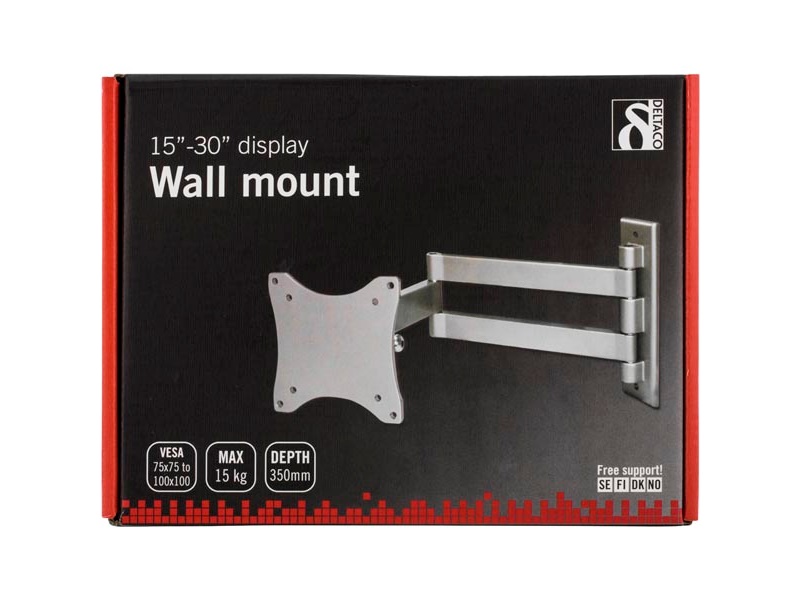 DELTACO
15"-30" display
Wall mount
VESA
75x75 to
100x100
MAX
15 kg
DEPTH
350mm
Free support!
SE FI DK NO